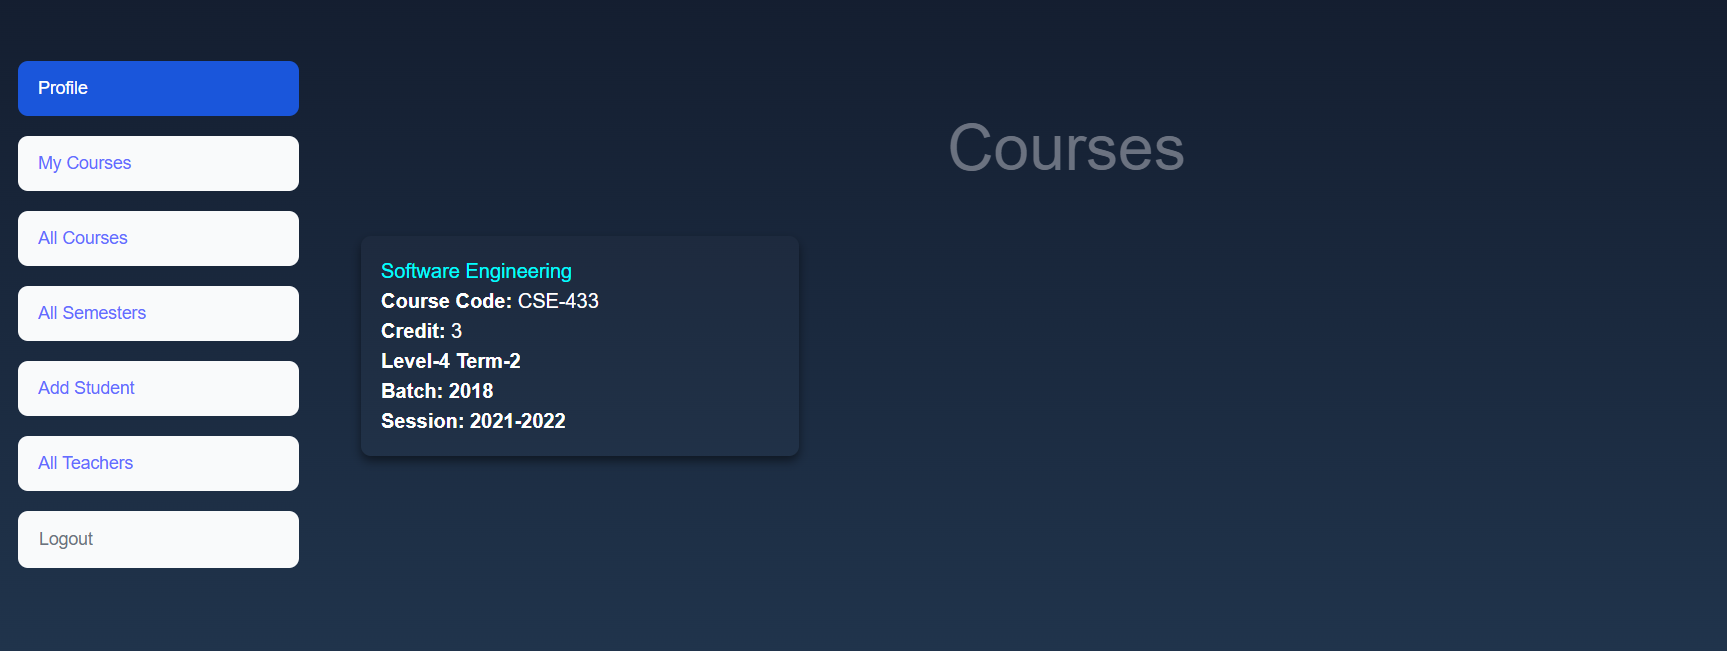 Profile
My Courses
All Courses
All Semesters
Add Student
All Teachers
Logout
Courses
Software Engineering
Course Code: CSE-433
Credit: 3
Level-4 Term-2
Batch: 2018
Session: 2021-2022